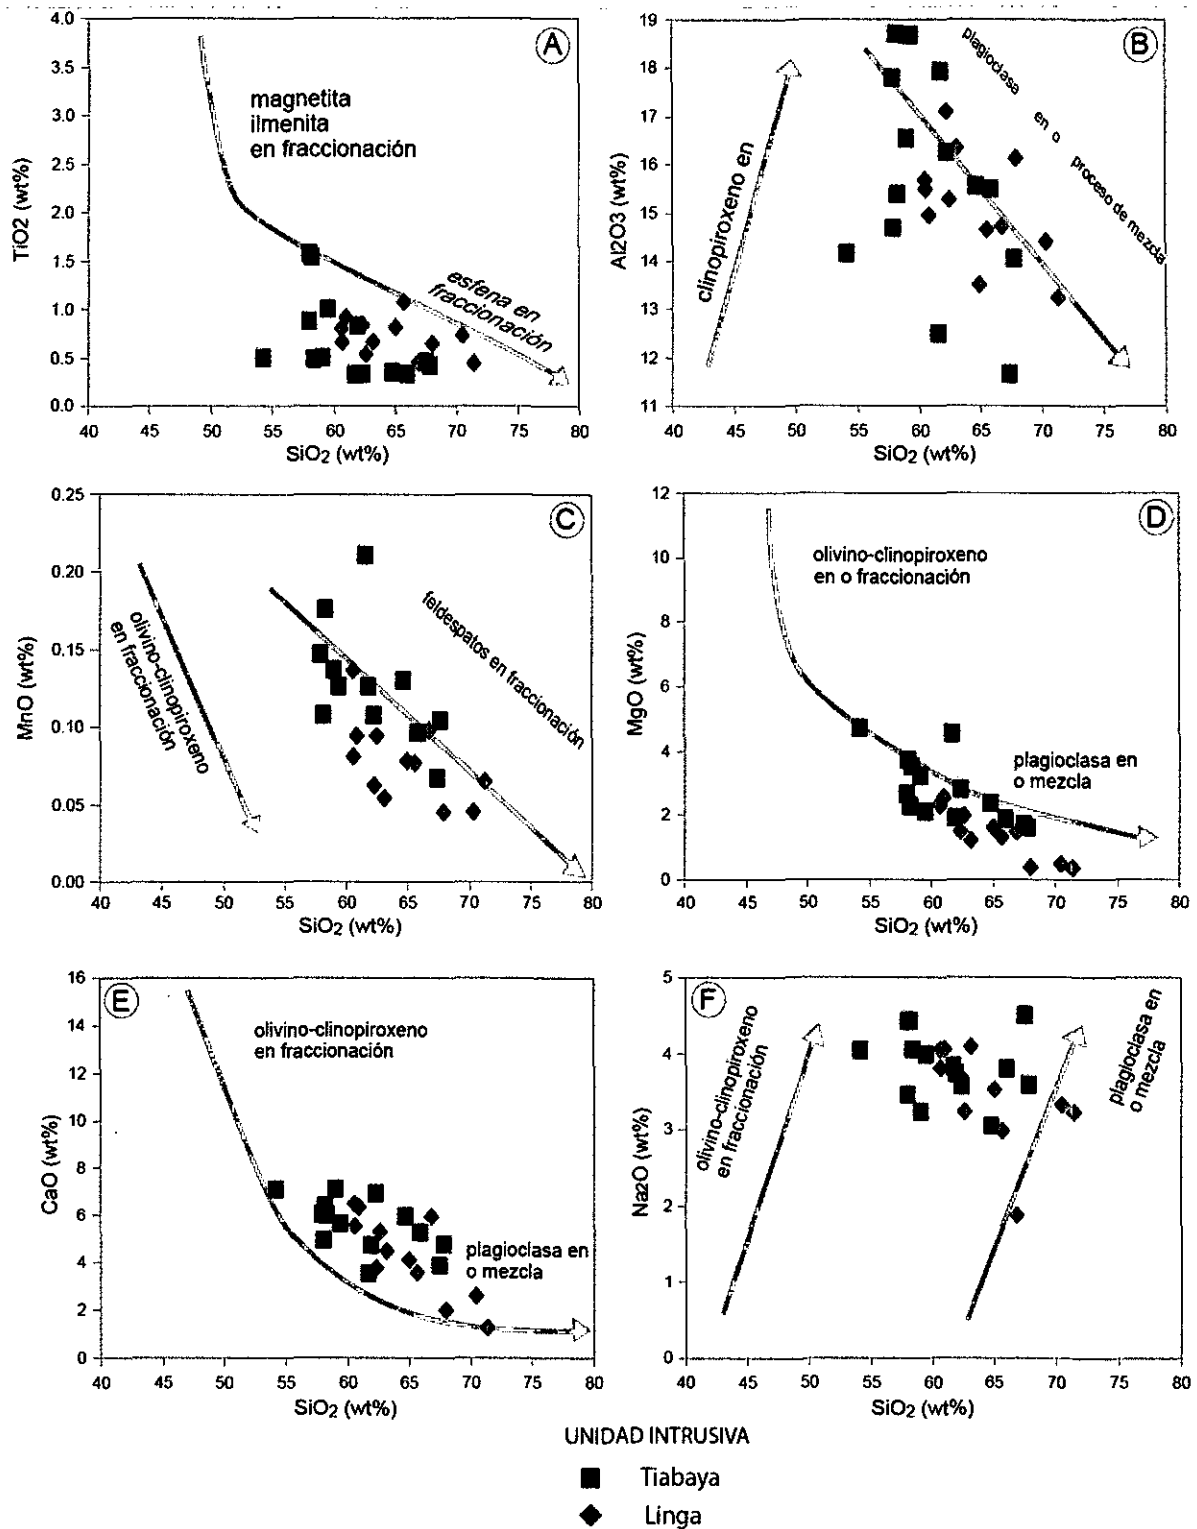 A
4.0
3.5
3.0
2.5
2.0
1.5
1.0
0.5
0.0
TiO2 (wt%)
magnetita
ilmenita
en fraccionación
esfena en
fraccionación
40 45 50 55 60 65 70 75 80
SiO2 (wt%)
B
19
18
17
16
15
14
13
12
11
Al2O3 (wt%)
clinopiroxeno en
plagioclasa en o proceso de mezcla
40 45 50 55 60 65 70 75 80
SiO2 (wt%)
C
0.25
0.20
0.15
0.10
0.05
0.00
MnO (wt%)
olivino-clinopiroxeno
en fraccionación
feldespatos en fraccionación
40 45 50 55 60 65 70 75 80
SiO2 (wt%)
D
12
10
8
6
4
2
0
MgO (wt%)
olivino-clinopiroxeno
en o fraccionación
plagioclasa en
o mezcla
40 45 50 55 60 65 70 75 80
SiO2 (wt%)
E
16
14
12
10
8
6
4
2
0
CaO (wt%)
olivino-clinopiroxeno
en fraccionación
plagioclasa en
o mezcla
40 45 50 55 60 65 70 75 80
SiO2 (wt%)
F
5
4
3
2
1
0
Na2O (wt%)
olivino-clinopiroxeno
en fraccionación
plagioclasa en
o mezcla
40 45 50 55 60 65 70 75 80
SiO2 (wt%)
UNIDAD INTRUSIVA
Tiabaya
Linga